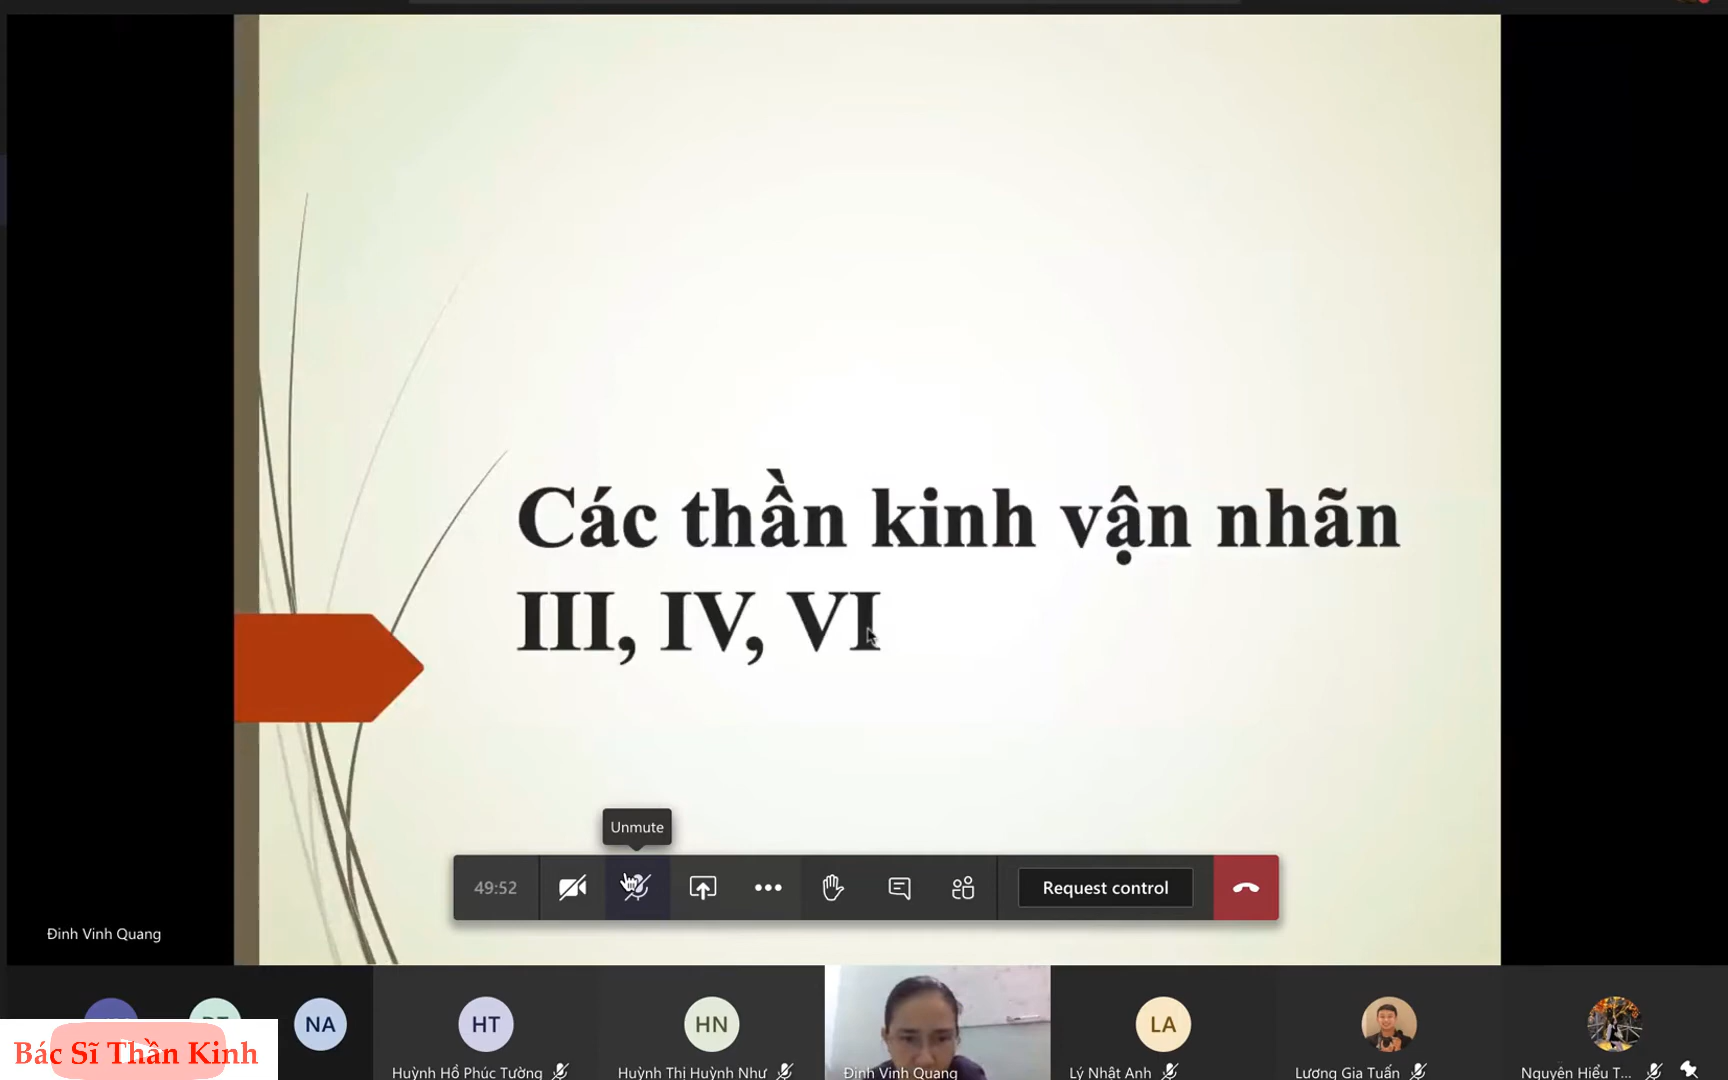 Các thần kinh vận nhãn
III, IV, VI
Unmute
49:52
Request control
Đinh Vinh Quang
NA
HT
HN
LA
Bác Sĩ Thần Kinh
Huỳnh Hồ Phúc Tường
Huỳnh Thị Huỳnh Như
Đinh Vinh Quang
Lý Nhật Anh
Lương Gia Tuấn
Nguyễn Hiểu T...